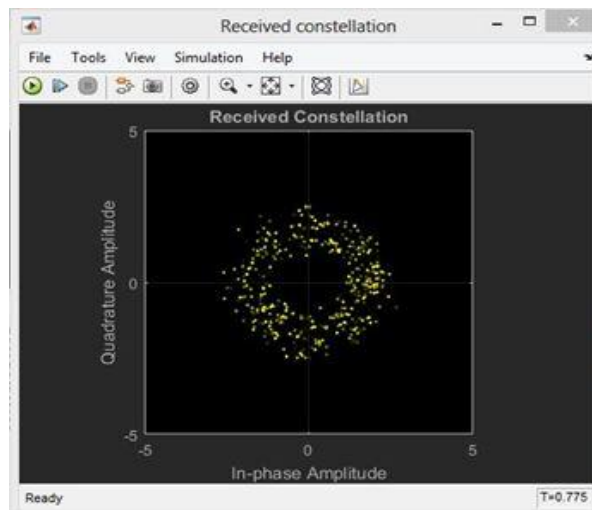 Received constellation
File Tools View Simulation Help
Received Constellation
5
0
-5
Quadrature Amplitude
-5 0 5
In-phase Amplitude
Ready T=0.775